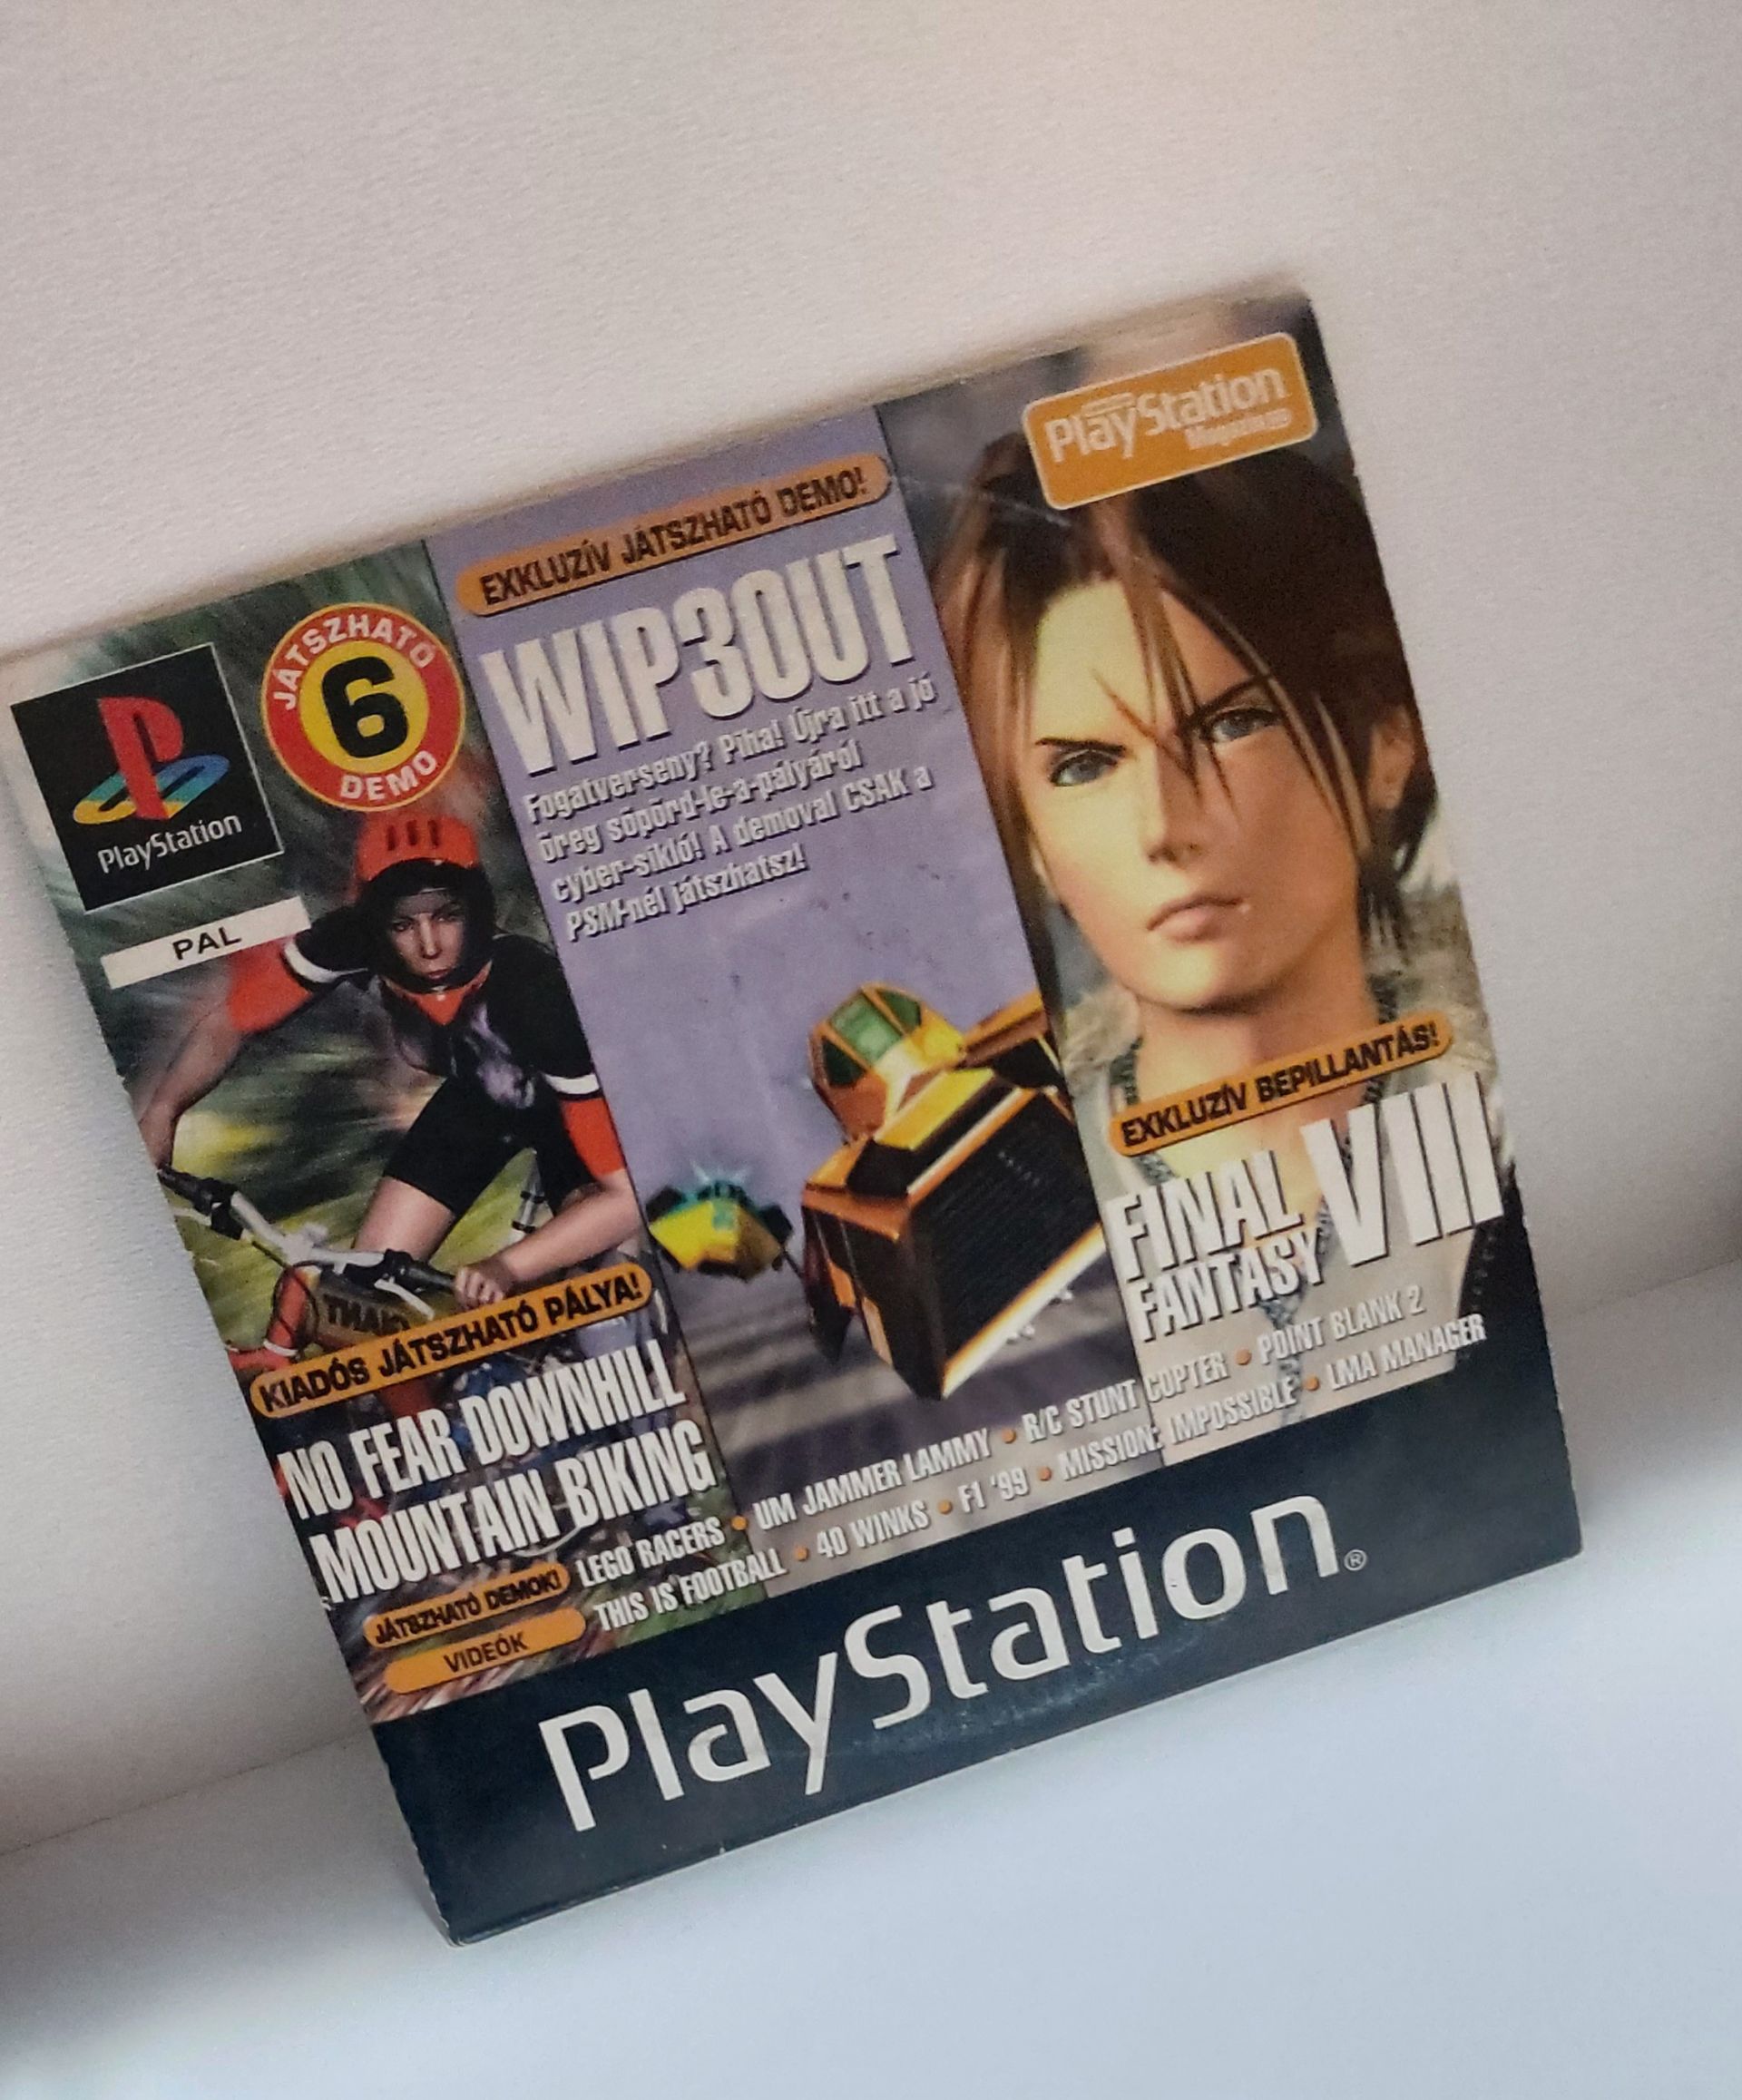 PlayStation
Magazine
EXKLUZÍV JÁTSZHATÓ DEMO!
WIP3OUT
Fogatverseny? Piha! Újra itt a jó
öreg söpörd-le-a-pályáról
cyber-sikló! A demoval CSAK a
PSM-nél játszhatsz!
JÁTSZHATÓ
6
DEMO
PlayStation
PAL
EXKLUZÍV BEPILLANTÁS!
FINAL
FANTASY VIII
KIADÓS JÁTSZHATÓ PÁLYA!
NO FEAR DOWNHILL
MOUNTAIN BIKING
JÁTSZHATÓ DEMOK! LEGO RACERS • UM JAMMER LAMMY • R/C STUNT COPTER • POINT BLANK 2
VIDEÓK THIS IS FOOTBALL • 40 WINKS • F1 '99 • MISSION: IMPOSSIBLE • LMA MANAGER
PlayStation®